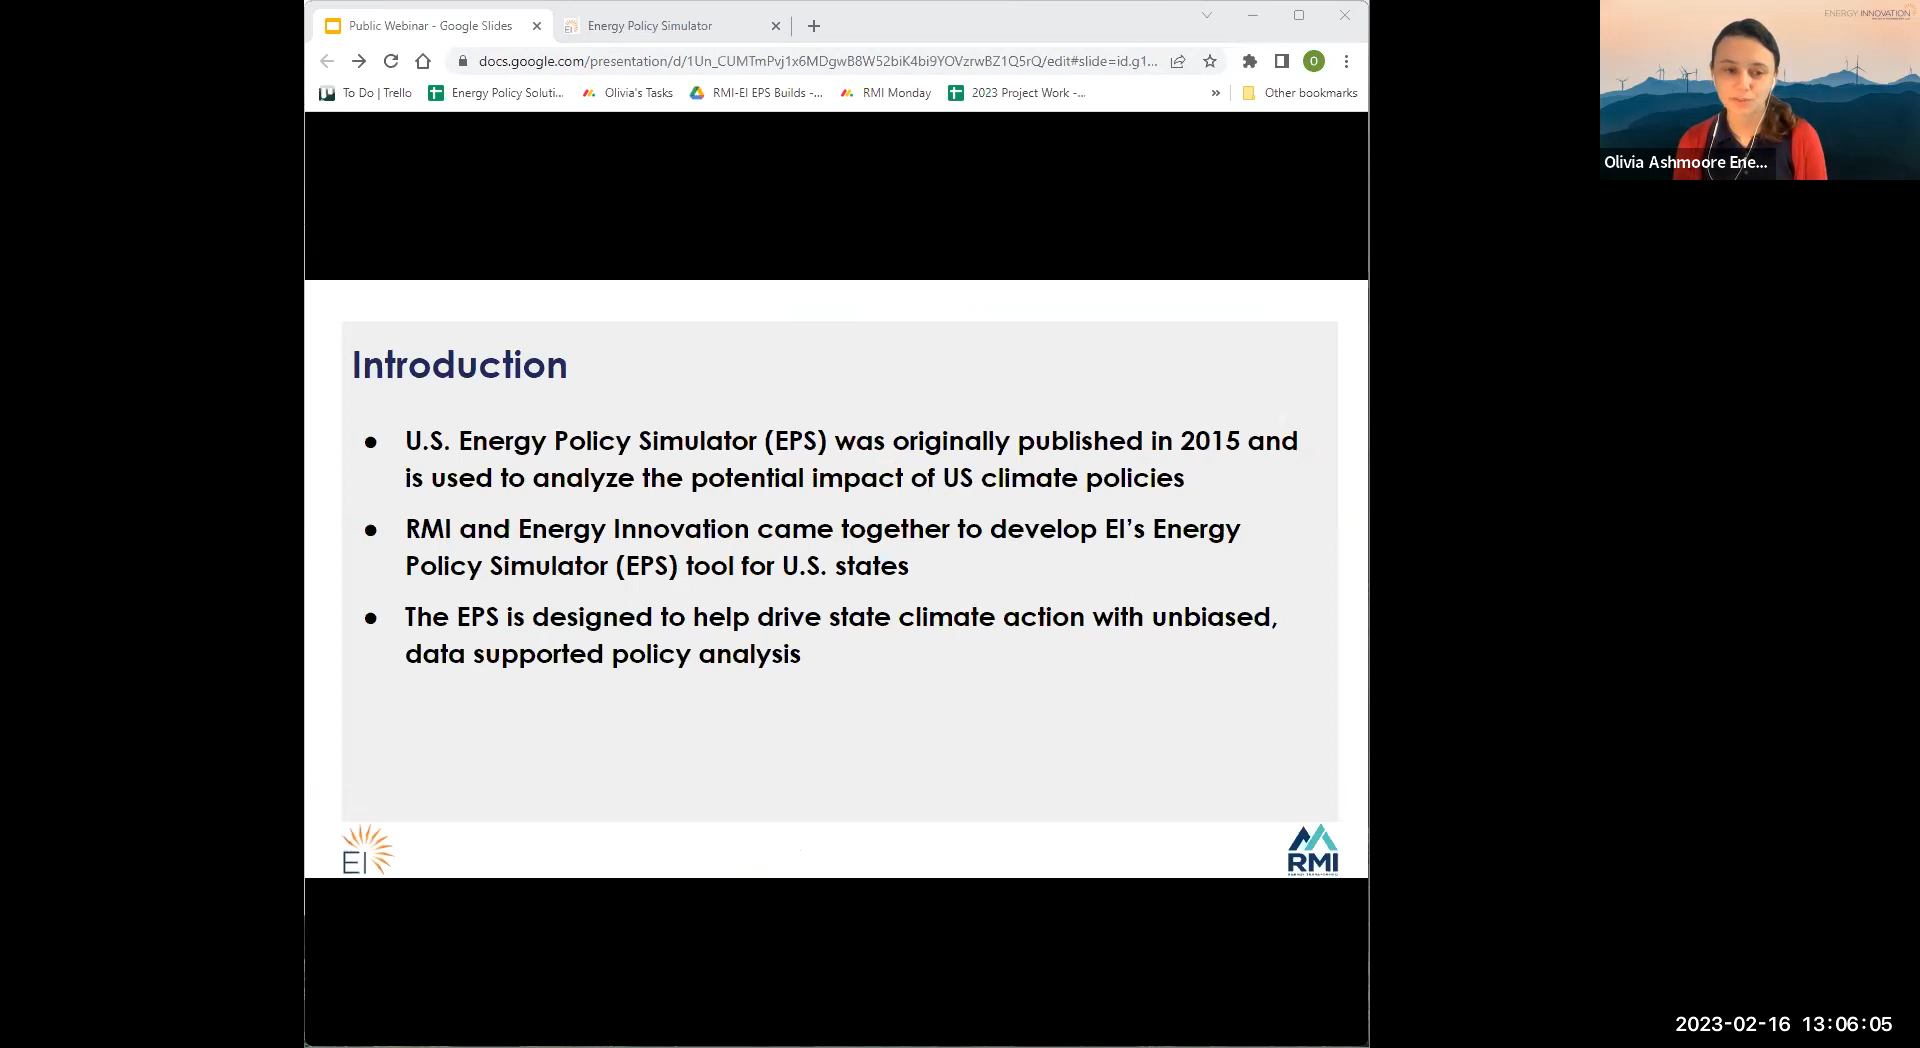 Public Webinar - Google Slides
Energy Policy Simulator
docs.google.com/presentation/d/1Un_CUMTmPvj1x6MDgwB8W52biK4bi9YOVzrwBZ1Q5rQ/edit#slide=id.g1...
O
To Do | Trello
Energy Policy Soluti...
Olivia's Tasks
RMI-EI EPS Builds -...
RMI Monday
2023 Project Work -...
»
Other bookmarks
ENERGY INNOVATION
Olivia Ashmoore Ene...
Introduction
● U.S. Energy Policy Simulator (EPS) was originally published in 2015 and
is used to analyze the potential impact of US climate policies
● RMI and Energy Innovation came together to develop EI’s Energy
Policy Simulator (EPS) tool for U.S. states
● The EPS is designed to help drive state climate action with unbiased,
data supported policy analysis
EI
RMI
2023-02-16 13:06:05